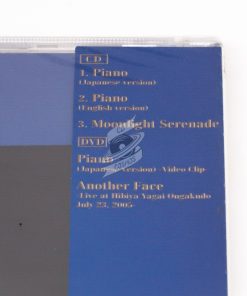 CD
1. Piano
(Japanese version)
2. Piano
(English version)
3. Moonlight Serenade
DVD
Piano
(Japanese version) -Video Clip-
Another Face
-Live at Hibiya Yagai Ongakudo
July 23, 2005-